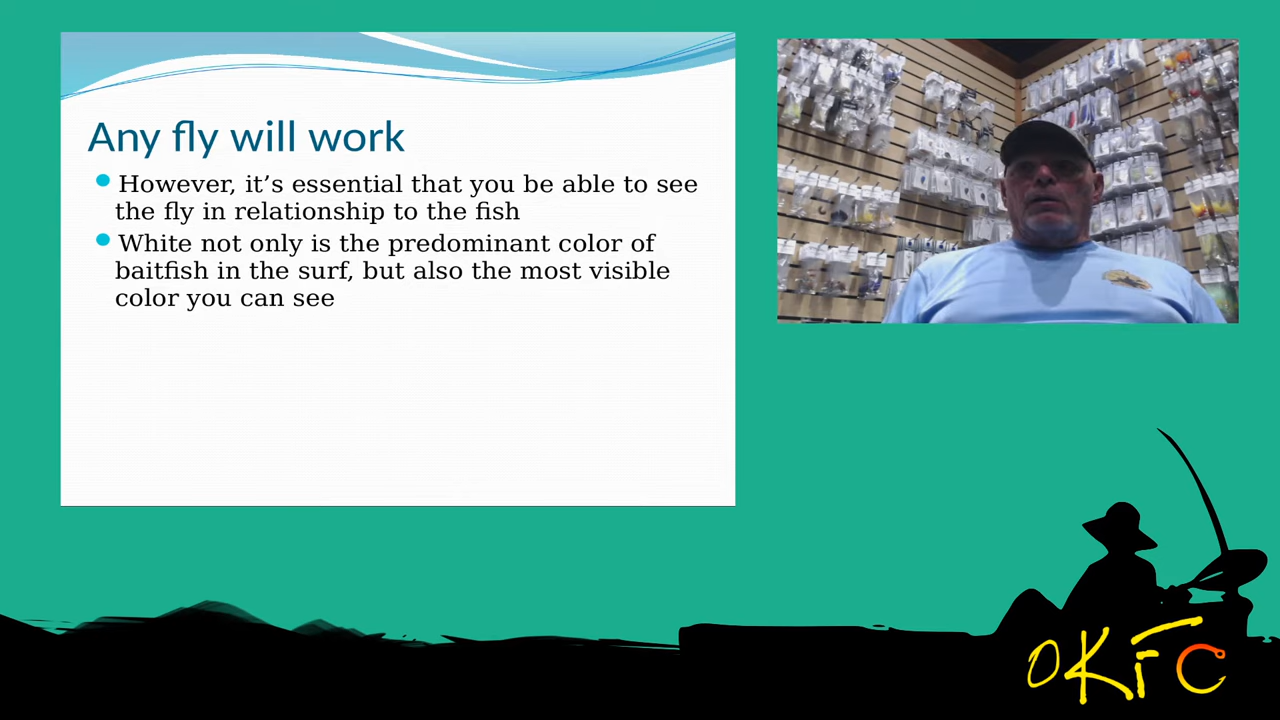 Any fly will work
However, it’s essential that you be able to see
the fly in relationship to the fish
White not only is the predominant color of
baitfish in the surf, but also the most visible
color you can see
OKFC